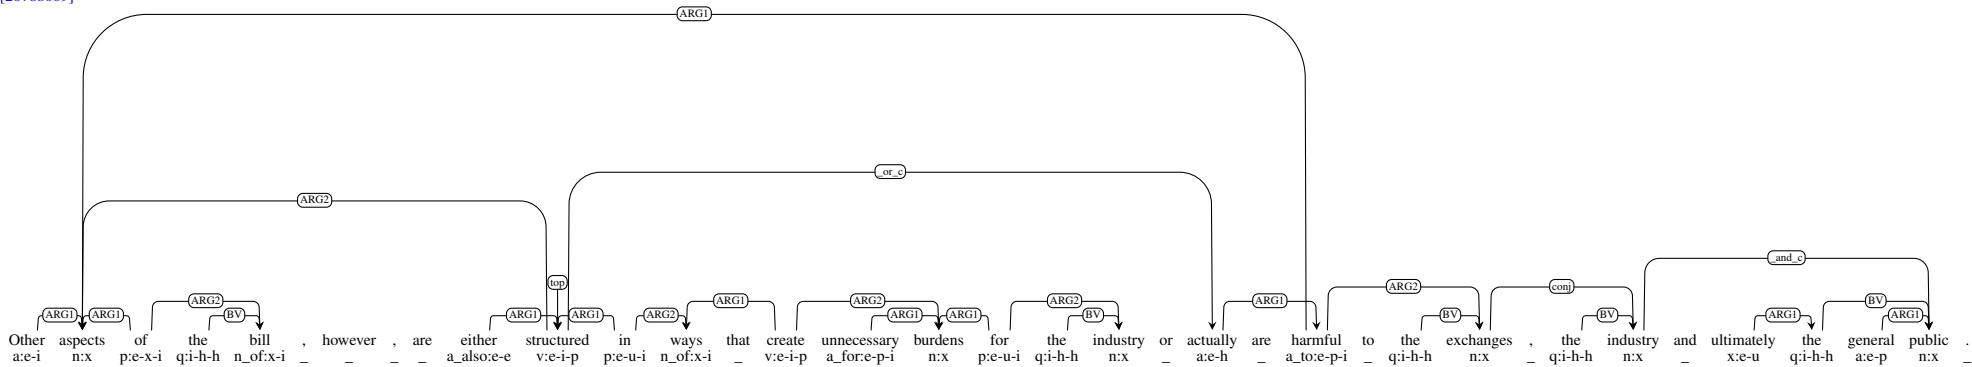 ARG1
_or_c
ARG2
_and_c
top ARG2 conj
ARG2 ARG1 ARG2 ARG2 BV
ARG1 ARG1 BV ARG1 ARG1 ARG2 ARG1 ARG1 BV ARG1 BV BV ARG1 ARG1
Other aspects of the bill , however , are either structured in ways that create unnecessary burdens for the industry or actually are harmful to the exchanges , the industry and ultimately the general public .
a:e-i n:x p:e-x-i q:i-h-h n_of:x-i _ _ _ _ a_also:e-e v:e-i-p p:e-u-i n_of:x-i _ v:e-i-p a_for:e-p-i n:x p:e-u-i q:i-h-h n:x _ a:e-h _ a_to:e-p-i _ q:i-h-h n:x _ q:i-h-h n:x _ x:e-u q:i-h-h a:e-p n:x _